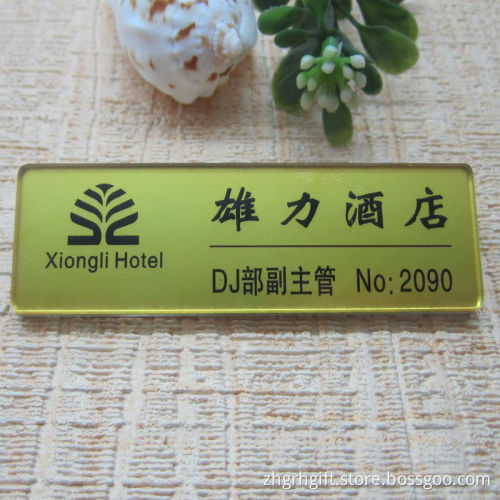 雄力酒店
Xiongli Hotel
DJ部副主管 No: 2090
zhgrhgift.store.bossgoo.com